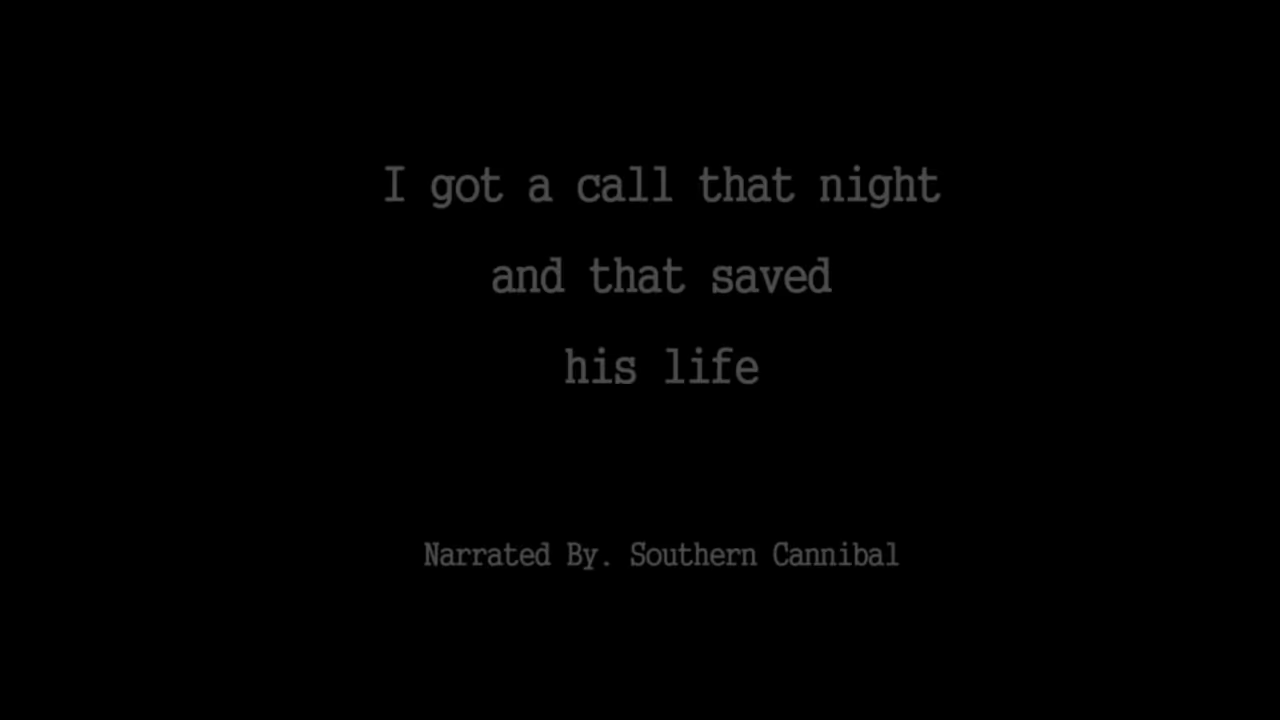 I got a call that night
and that saved
his life
Narrated By. Southern Cannibal